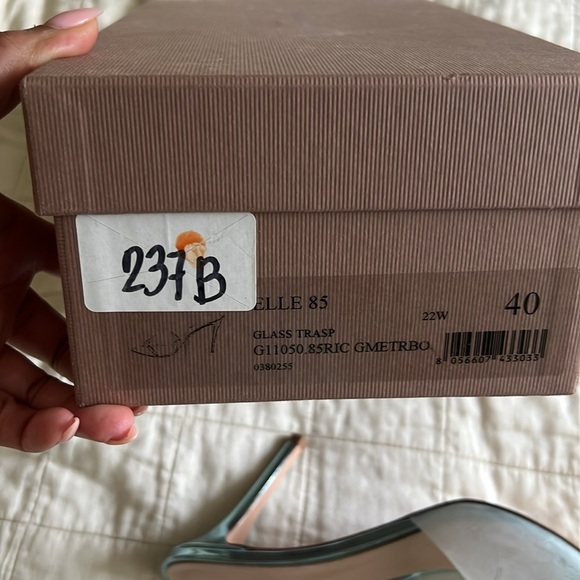 237B
ELLE 85
22W
40
GLASS TRASP
G11050.85RIC GMETRBO
0380255
8 056607 433033